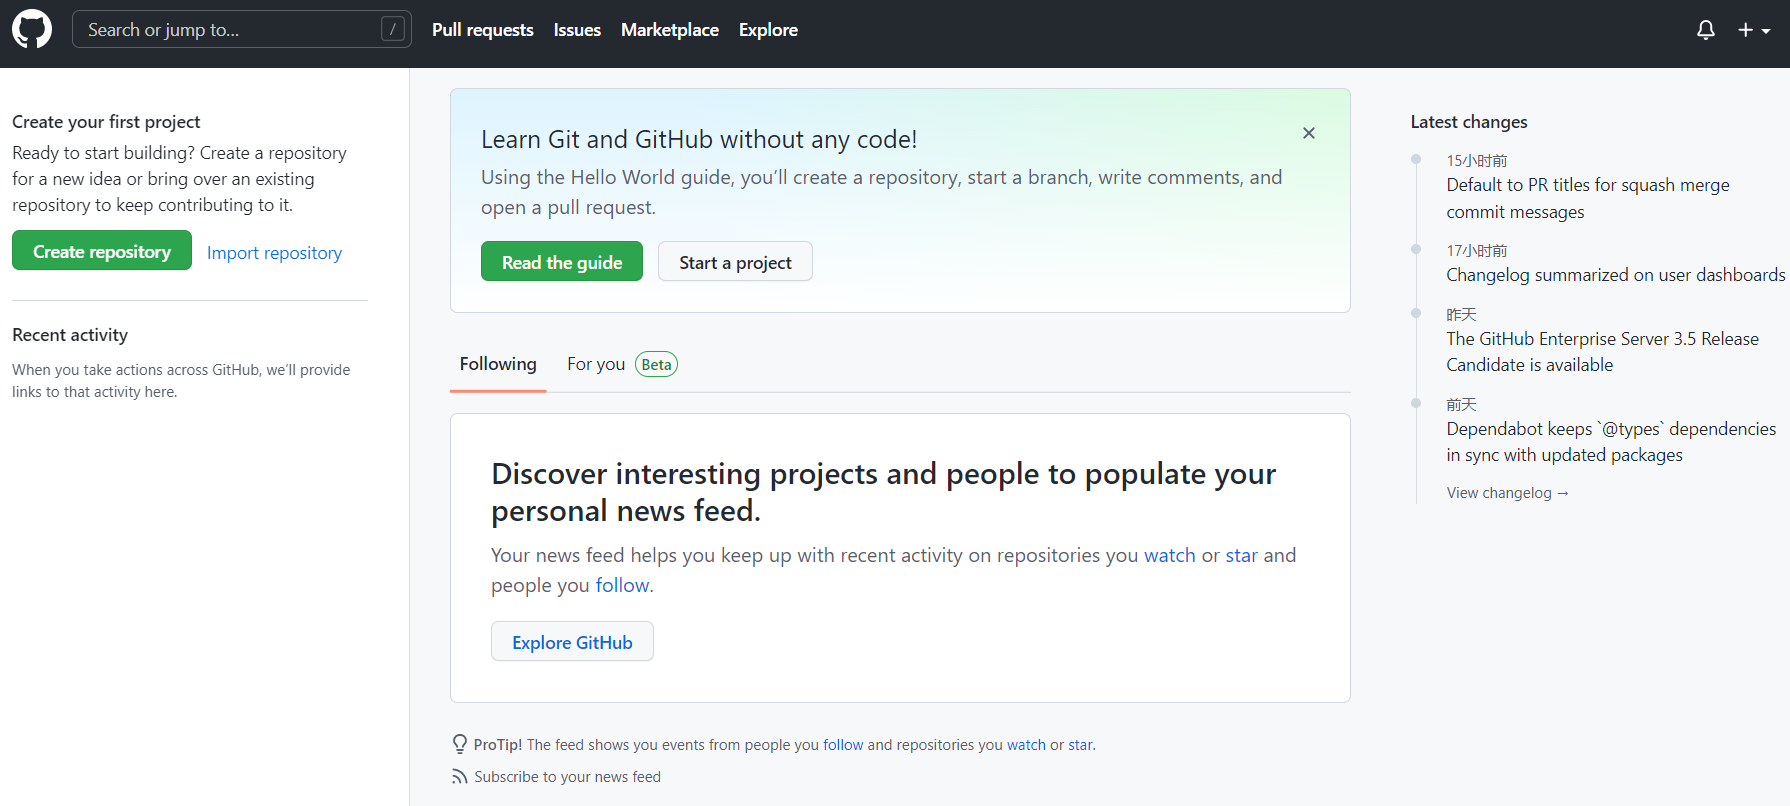 Search or jump to...
/
Pull requests
Issues
Marketplace
Explore
Create your first project
Ready to start building? Create a repository
for a new idea or bring over an existing
repository to keep contributing to it.
Create repository
Import repository
Recent activity
When you take actions across GitHub, we’ll provide
links to that activity here.
Learn Git and GitHub without any code!
Using the Hello World guide, you’ll create a repository, start a branch, write comments, and
open a pull request.
Read the guide
Start a project
Following
For you
Beta
Discover interesting projects and people to populate your
personal news feed.
Your news feed helps you keep up with recent activity on repositories you watch or star and
people you follow.
Explore GitHub
ProTip! The feed shows you events from people you follow and repositories you watch or star.
Subscribe to your news feed
Latest changes
15小时前
Default to PR titles for squash merge
commit messages
17小时前
Changelog summarized on user dashboards
昨天
The GitHub Enterprise Server 3.5 Release
Candidate is available
前天
Dependabot keeps `@types` dependencies
in sync with updated packages
View changelog →